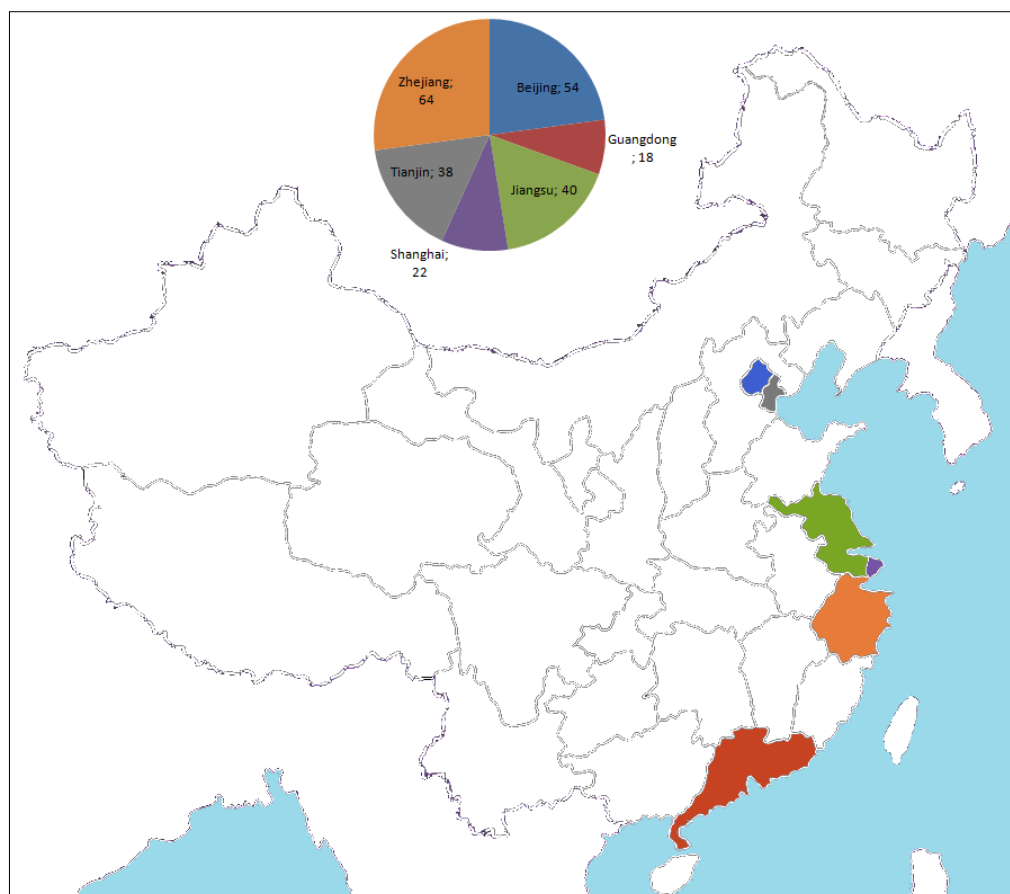 Zhejiang;
64
Beijing; 54
Guangdong
; 18
Tianjin; 38
Jiangsu; 40
Shanghai;
22